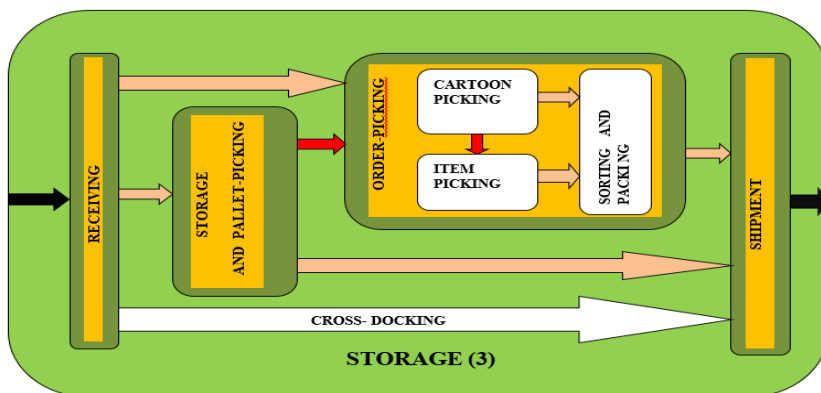 RECEIVING
STORAGE
AND PALLET-PICKING
ORDER-PICKING
CARTOON
PICKING
ITEM
PICKING
SORTING AND
PACKING
SHIPMENT
CROSS- DOCKING
STORAGE (3)